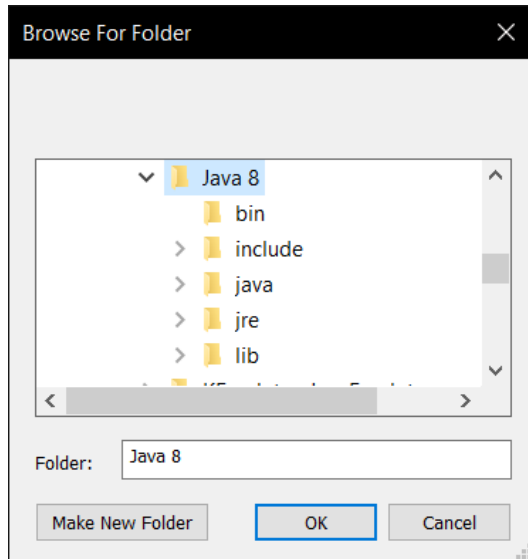 Browse For Folder
Java 8
bin
include
java
jre
lib
Folder: Java 8
Make New Folder OK Cancel